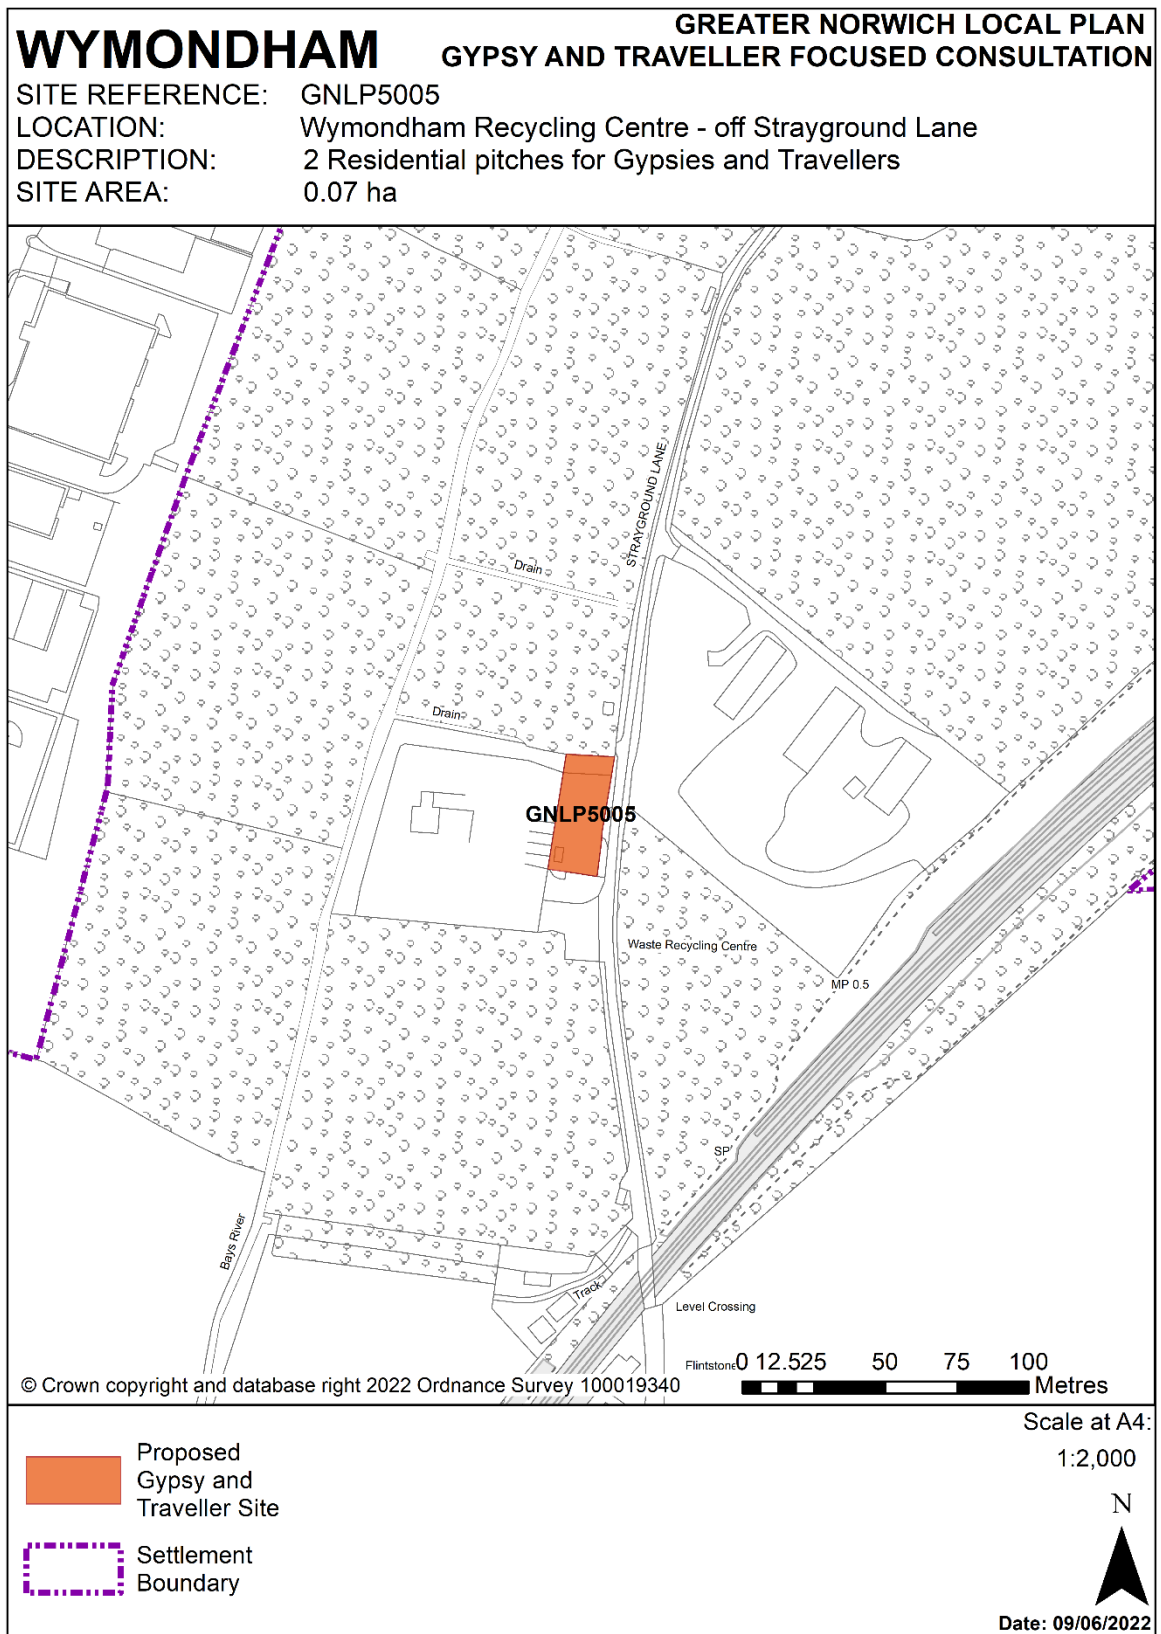 WYMONDHAM
GREATER NORWICH LOCAL PLAN
GYPSY AND TRAVELLER FOCUSED CONSULTATION
SITE REFERENCE: GNLP5005
LOCATION: Wymondham Recycling Centre - off Strayground Lane
DESCRIPTION: 2 Residential pitches for Gypsies and Travellers
SITE AREA: 0.07 ha
STRAYGROUND LANE
Drain
Drain
GNLP5005
Waste Recycling Centre
MP 0.5
SP
Bays River
Track
Level Crossing
Flintstone
0 12.525 50 75 100
Metres
© Crown copyright and database right 2022 Ordnance Survey 100019340
Proposed
Gypsy and
Traveller Site
Settlement
Boundary
Scale at A4:
1:2,000
N
Date: 09/06/2022